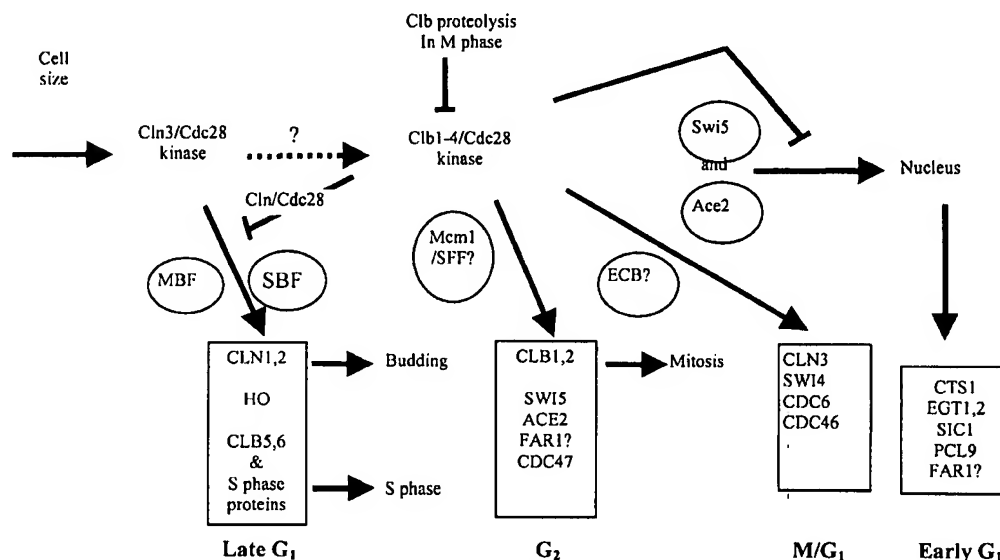 Clb proteolysis
In M phase
Cell
size
Cln3/Cdc28
kinase
?
Clb1-4/Cdc28
kinase
Swi5
and
Ace2
Nucleus
Cln/Cdc28
Mcm1
/SFF?
MBF
SBF
ECB?
CLN1,2
HO
CLB5,6
&
S phase
proteins
Budding
S phase
CLB1,2
SWI5
ACE2
FAR1?
CDC47
Mitosis
CLN3
SWI4
CDC6
CDC46
CTS1
EGT1,2
SIC1
PCL9
FAR1?
Late G₁
G₂
M/G₁
Early G₁